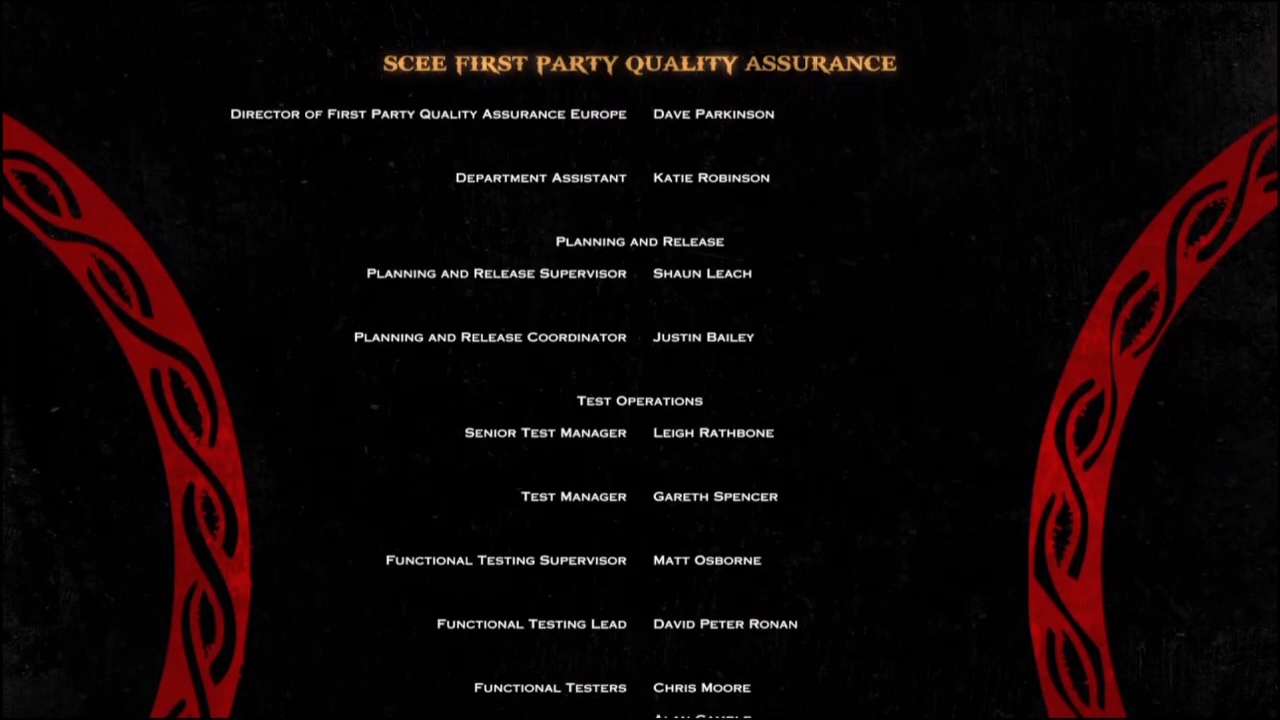 SCEE FIRST PARTY QUALITY ASSURANCE
DIRECTOR OF FIRST PARTY QUALITY ASSURANCE EUROPE DAVE PARKINSON
DEPARTMENT ASSISTANT KATIE ROBINSON
PLANNING AND RELEASE
PLANNING AND RELEASE SUPERVISOR SHAUN LEACH
PLANNING AND RELEASE COORDINATOR JUSTIN BAILEY
TEST OPERATIONS
SENIOR TEST MANAGER LEIGH RATHBONE
TEST MANAGER GARETH SPENCER
FUNCTIONAL TESTING SUPERVISOR MATT OSBORNE
FUNCTIONAL TESTING LEAD DAVID PETER RONAN
FUNCTIONAL TESTERS CHRIS MOORE